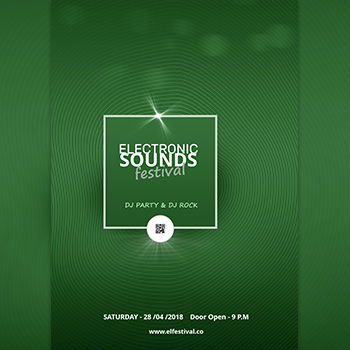 ELECTRONIC
SOUNDS
festival
DJ PARTY & DJ ROCK
SATURDAY - 28 /04 /2018 Door Open - 9 P.M
www.elfestival.co